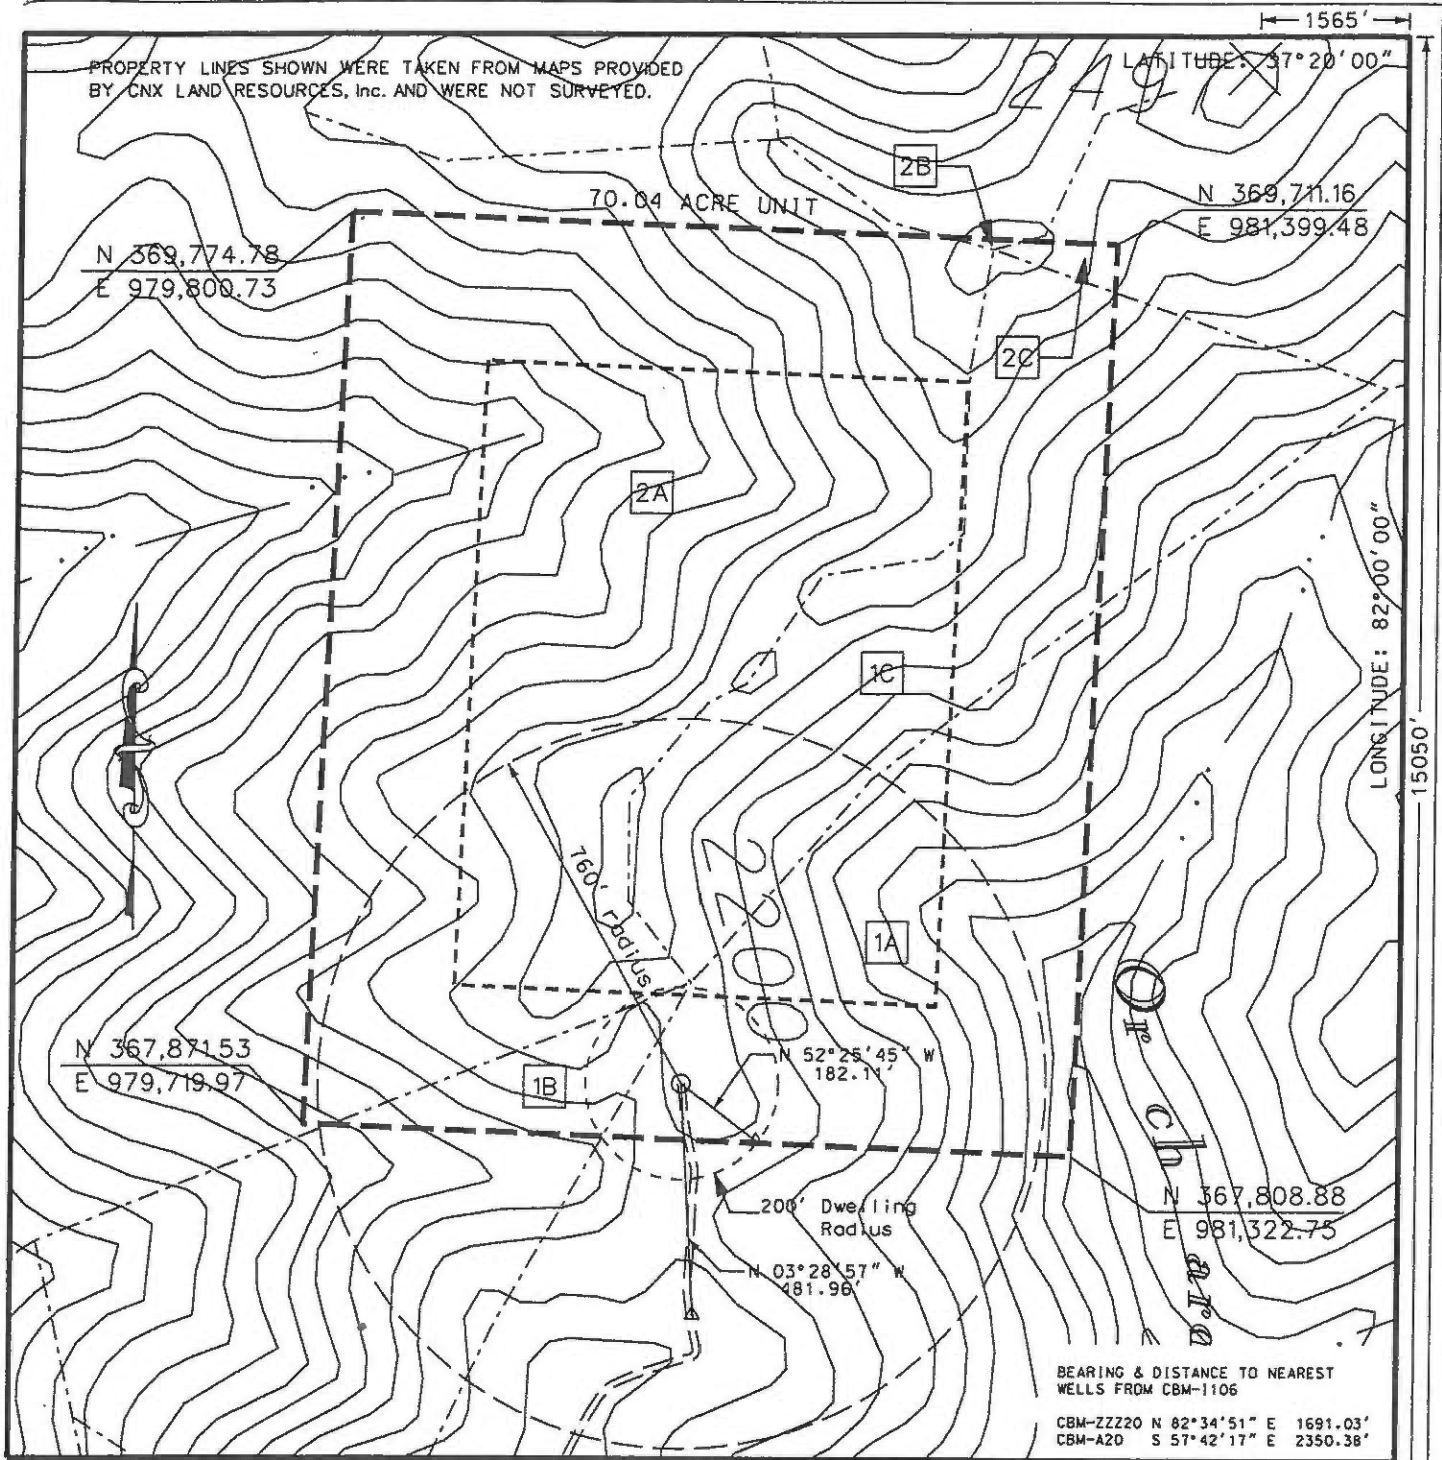 1565'
PROPERTY LINES SHOWN WERE TAKEN FROM MAPS PROVIDED
BY CNX LAND RESOURCES, Inc. AND WERE NOT SURVEYED.
LATITUDE: 37°20'00"
2B
70.04 ACRE UNIT
N 369,711.16
E 981,399.48
N 369,774.78
E 979,800.73
2C
2A
LONGITUDE: 82°00'00"
15050'
1C
760' radius
2200
1A
N 367,871.53
E 979,719.97
1B
N 52°25'45" W
182.11'
N 367,808.88
E 981,322.75
200' Dwelling
Radius
N 03°28'57" W
481.96'
BEARING & DISTANCE TO NEAREST
WELLS FROM CBM-I106
CBM-ZZZ20 N 82°34'51" E 1691.03'
CBM-A20 S 57°42'17" E 2350.38'